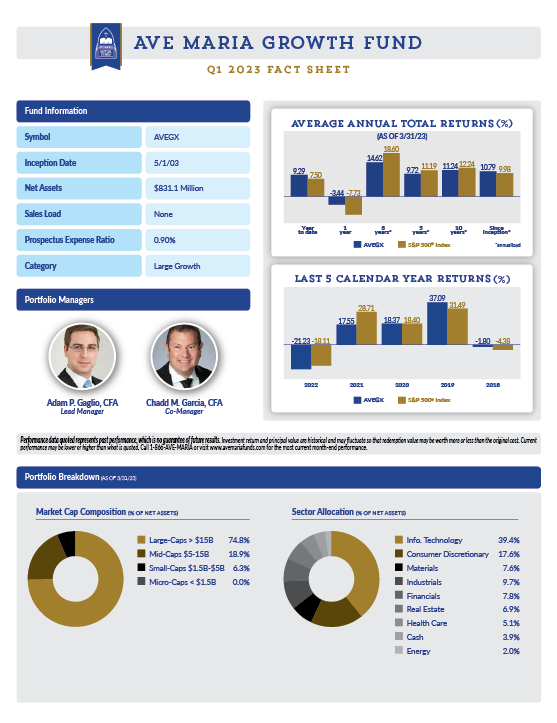 AVE MARIA GROWTH FUND
Q1 2023 FACT SHEET
Fund Information
Symbol AVEGX
Inception Date 5/1/03
Net Assets $831.1 Million
Sales Load None
Prospectus Expense Ratio 0.90%
Category Large Growth
Portfolio Managers
Adam P. Gaglio, CFA
Lead Manager
Chadd M. Garcia, CFA
Co-Manager
AVERAGE ANNUAL TOTAL RETURNS (%)
(AS OF 3/31/23)
9.29 7.50 -3.44 -7.73 14.62 18.60 9.72 11.19 11.24 12.24 10.79 9.98
Year to date
1 year
years*
5 years*
10 years*
Since Inception*
AVEGX S&P 500® Index *annualized
LAST 5 CALENDAR YEAR RETURNS (%)
-21.23 -18.11 17.55 28.71 18.37 18.40 37.09 31.49 -1.80 -4.38
2022 2021 2020 2019 2018
AVEGX S&P 500® Index
Performance data quoted represents past performance, which is no guarantee of future results. Investment return and principal value are historical and may fluctuate so that redemption value may be worth more or less than the original cost. Current
performance may be lower or higher than what is quoted. Call 1-866-AVE-MARIA or visit www.avemariafunds.com for the most current month-end performance.
Portfolio Breakdown (AS OF 3/31/23)
Market Cap Composition (% OF NET ASSETS)
Large-Caps > $15B 74.8%
Mid-Caps $5-15B 18.9%
Small-Caps $1.5B-$5B 6.3%
Micro-Caps < $1.5B 0.0%
Sector Allocation (% OF NET ASSETS)
Info. Technology 39.4%
Consumer Discretionary 17.6%
Materials 7.6%
Industrials 9.7%
Financials 7.8%
Real Estate 6.9%
Health Care 5.1%
Cash 3.9%
Energy 2.0%